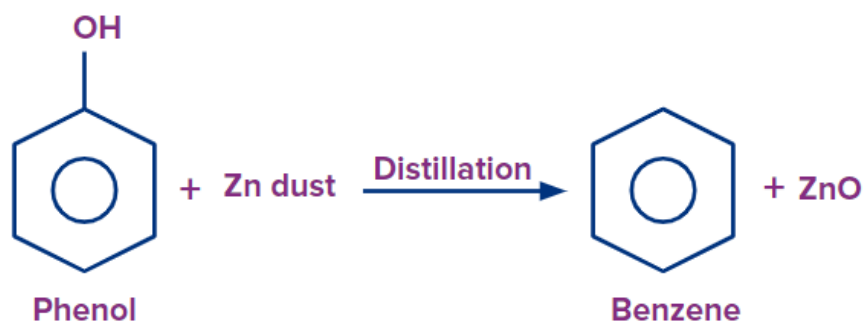 OH
+ Zn dust
Distillation
+ ZnO
Phenol
Benzene